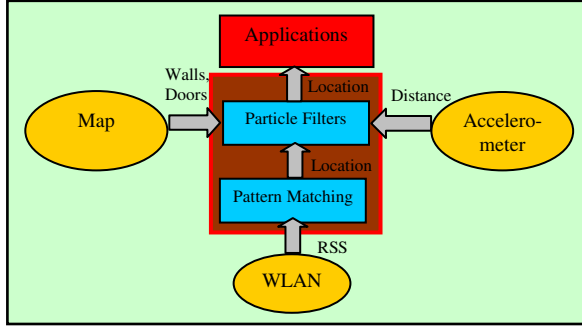 Applications
Walls,
Doors
Location
Distance
Map
Particle Filters
Accelero-
meter
Location
Pattern Matching
RSS
WLAN